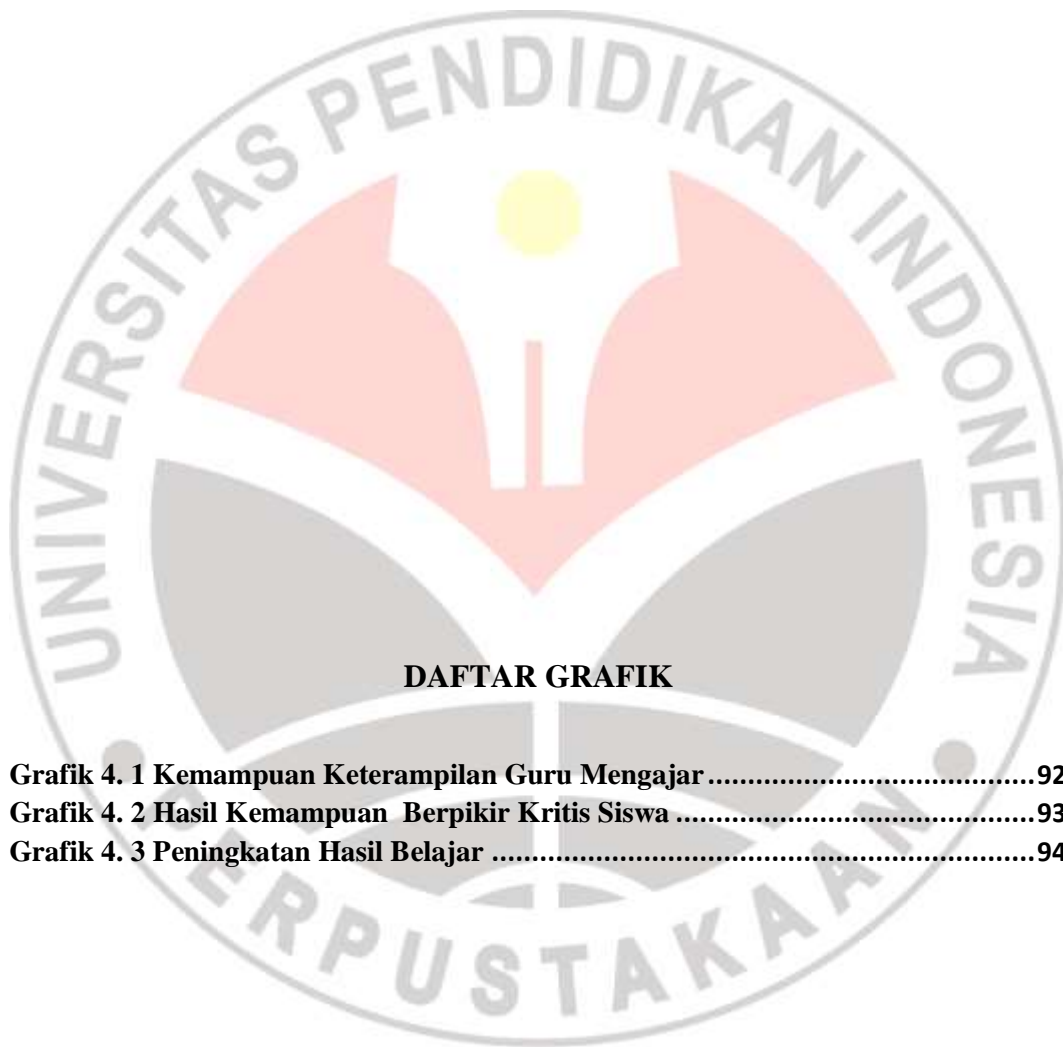 UNIVERSITAS PENDIDIKAN INDONESIA
DAFTAR GRAFIK
Grafik 4. 1 Kemampuan Keterampilan Guru Mengajar....................................92
Grafik 4. 2 Hasil Kemampuan  Berpikir Kritis Siswa ........................................93
Grafik 4. 3 Peningkatan Hasil Belajar ............................................................94
PERPUSTAKAAN